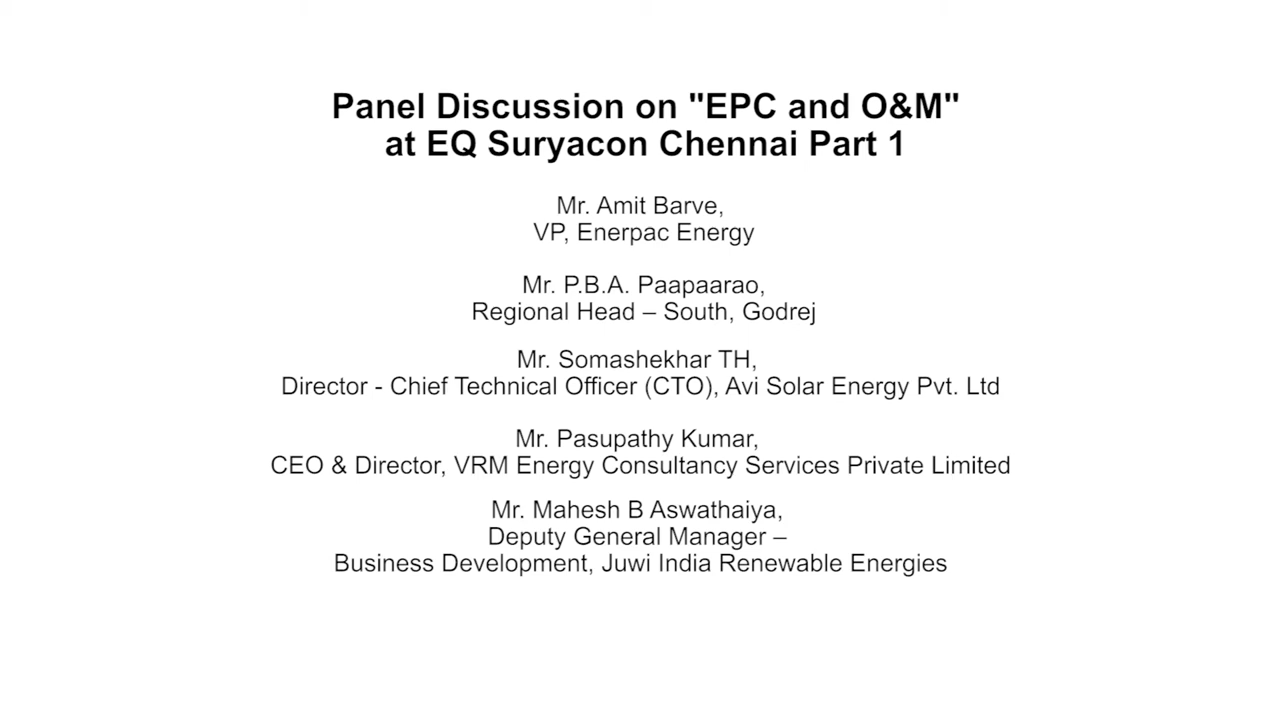 Panel Discussion on "EPC and O&M"
at EQ Suryacon Chennai Part 1
Mr. Amit Barve,
VP, Enerpac Energy
Mr. P.B.A. Paapaarao,
Regional Head – South, Godrej
Mr. Somashekhar TH,
Director - Chief Technical Officer (CTO), Avi Solar Energy Pvt. Ltd
Mr. Pasupathy Kumar,
CEO & Director, VRM Energy Consultancy Services Private Limited
Mr. Mahesh B Aswathaiya,
Deputy General Manager –
Business Development, Juwi India Renewable Energies